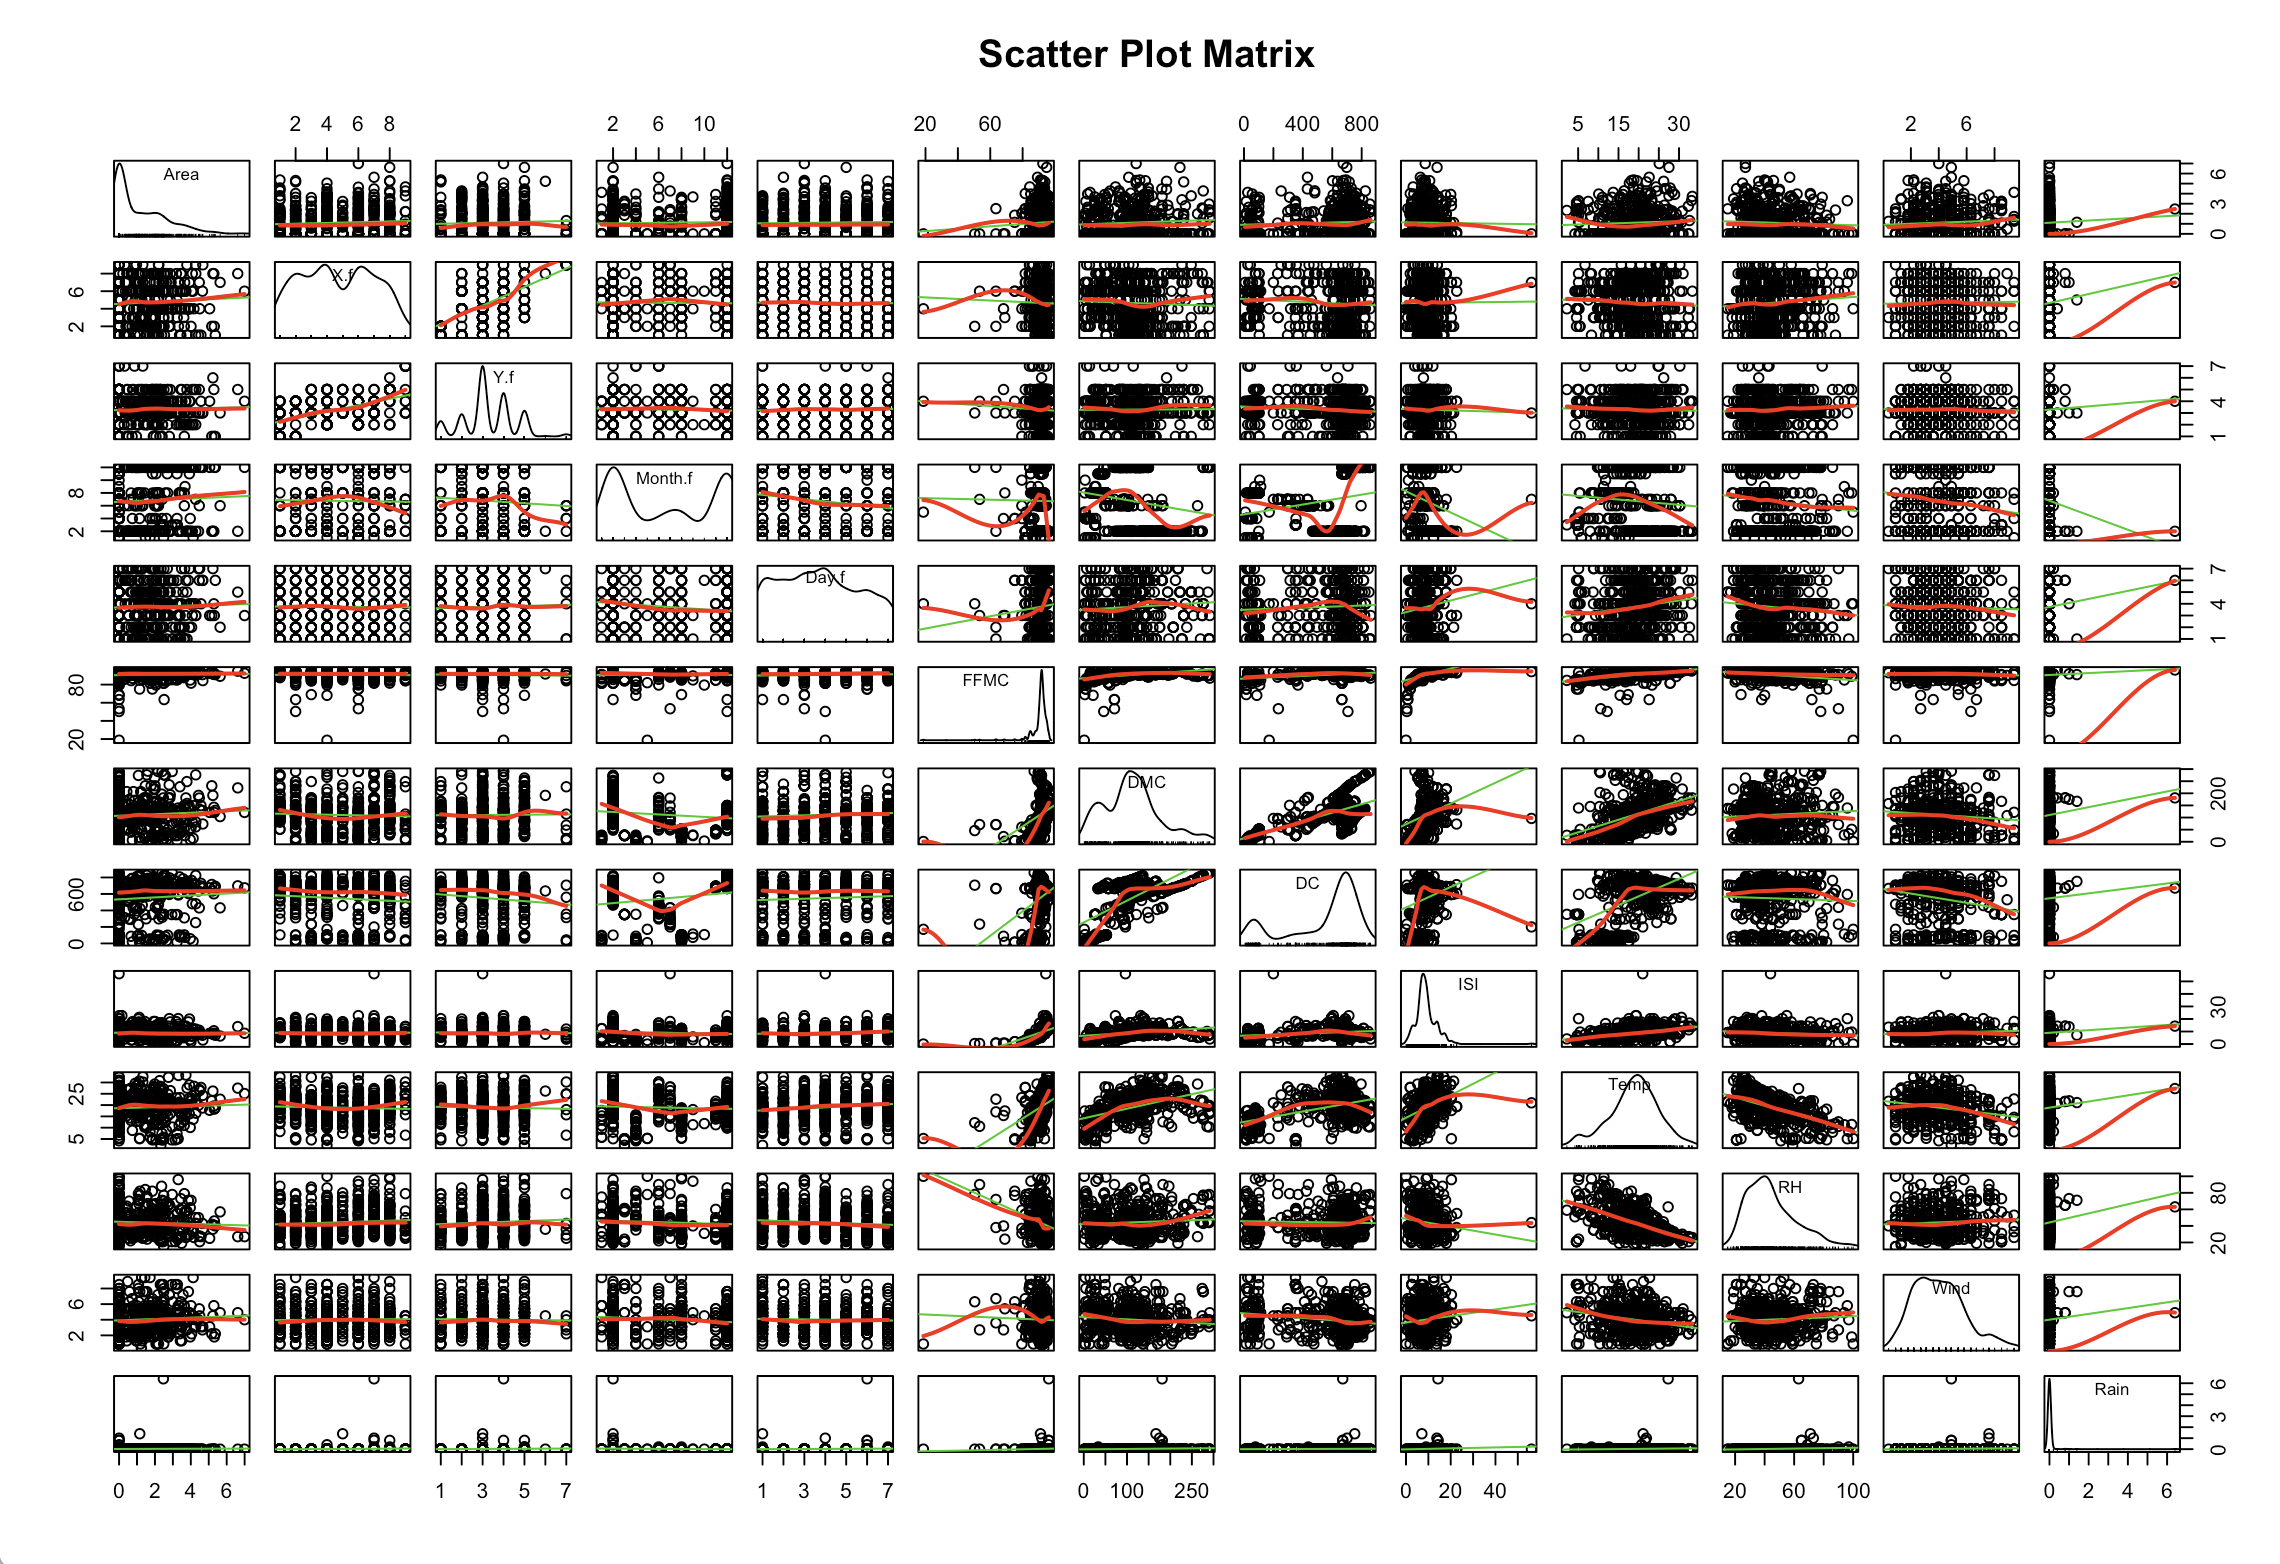 Scatter Plot Matrix
2 4 6 8 2 6 10 20 60 0 400 800 5 15 30 2 6
Area
6
3
0
X.f
6
2
Y.f
7
4
1
Month.f
8
2
Day.f
7
4
1
FFMC
80
20
DMC
200
0
DC
600
0
ISI
30
0
Temp
25
5
RH
80
20
Wind
6
2
Rain
6
3
0
0 2 4 6 1 3 5 7 1 3 5 7 0 100 250 0 20 40 20 60 100 0 2 4 6